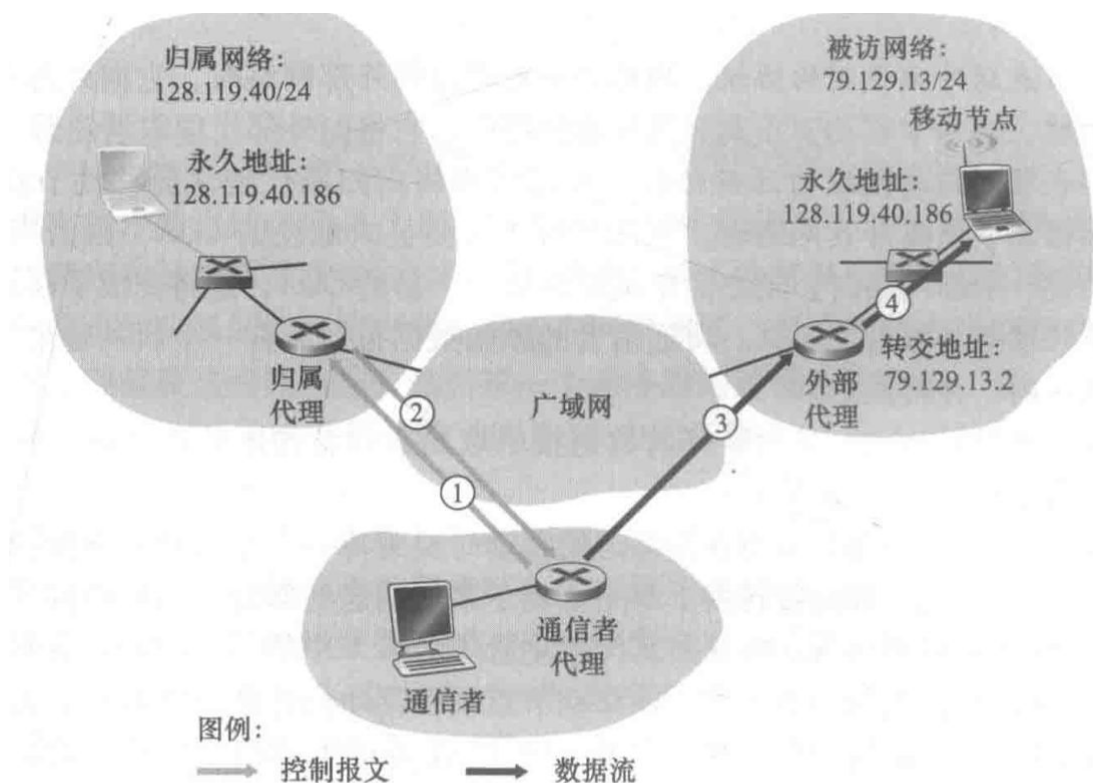 归属网络：
128.119.40/24
永久地址：
128.119.40.186
归属
代理
被访网络：
79.129.13/24
移动节点
永久地址：
128.119.40.186
转交地址：
79.129.13.2
外部
代理
广域网
①
②
③
④
通信者
代理
通信者
图例：
控制报文
数据流